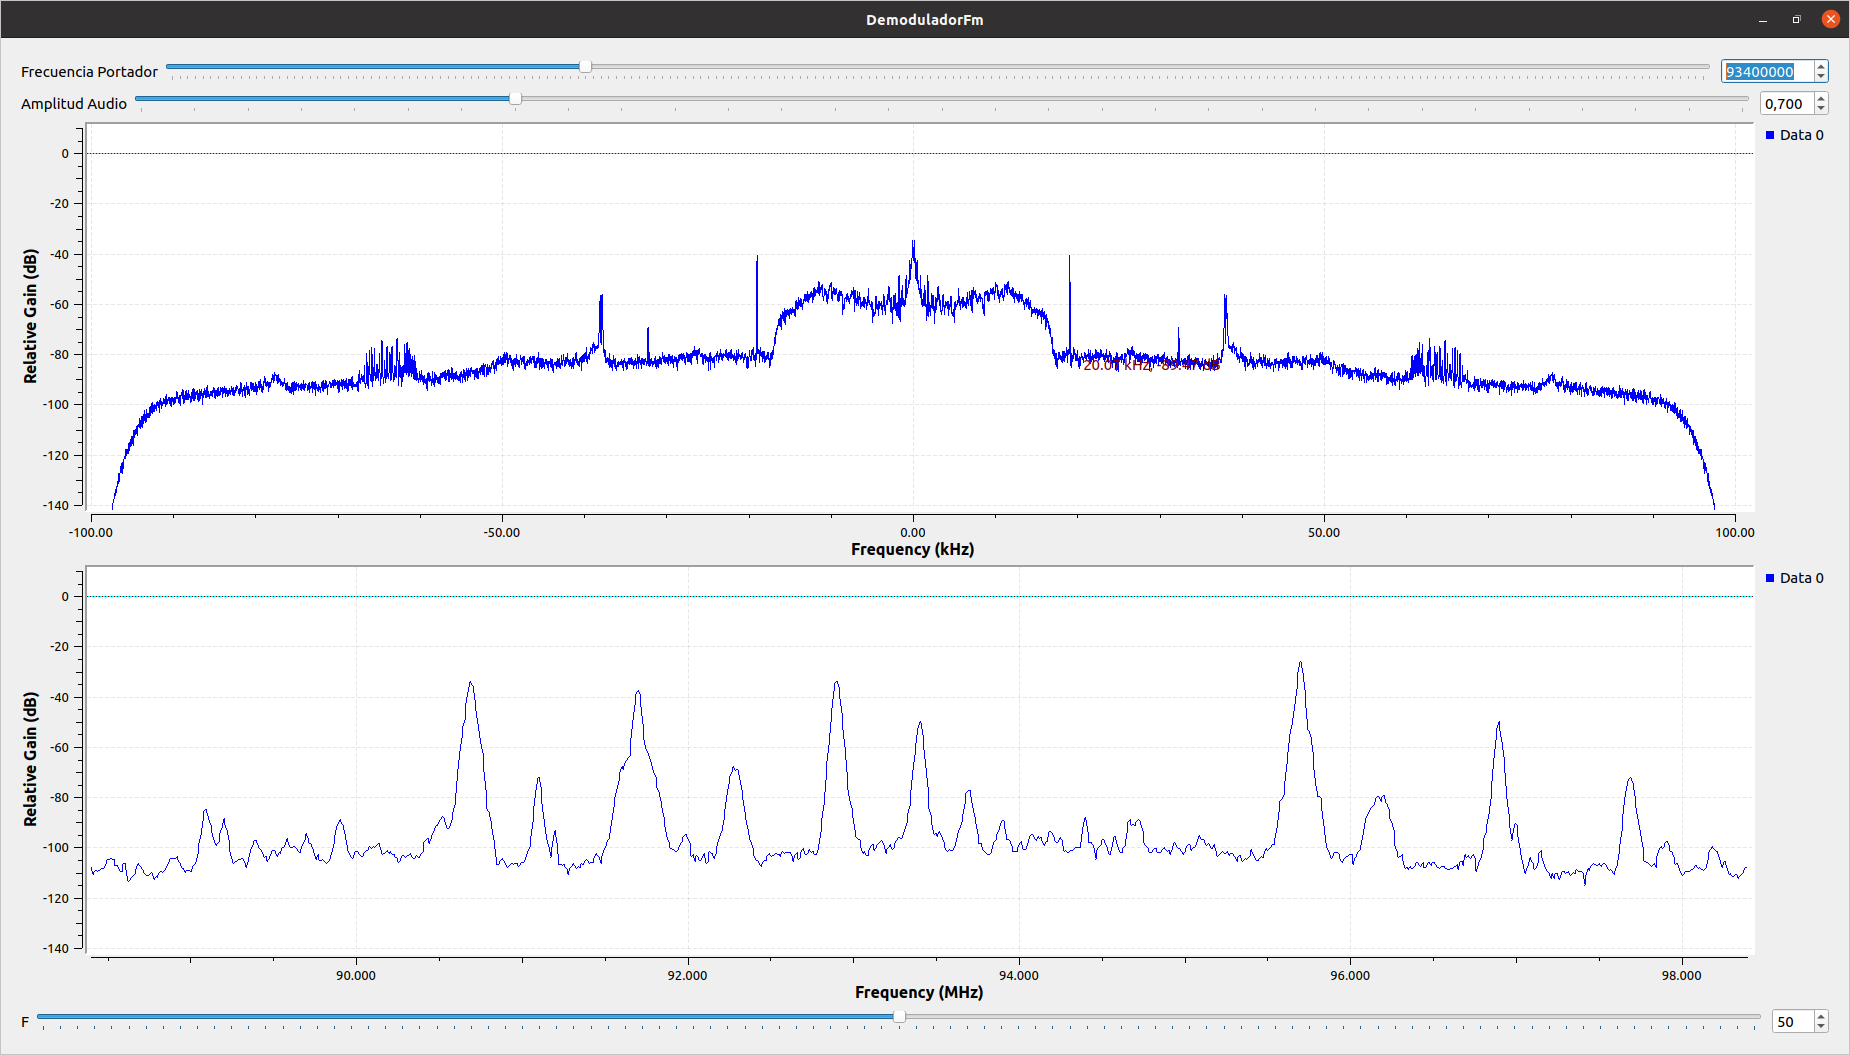 DemoduladorFm
Frecuencia Portador 93400000
Amplitud Audio 0,700
Data 0
Relative Gain (dB)
0
-20
-40
-60
-80
-100
-120
-140
-100.00 -50.00 0.00 50.00 100.00
Frequency (kHz)
Data 0
Relative Gain (dB)
0
-20
-40
-60
-80
-100
-120
-140
90.000 92.000 94.000 96.000 98.000
Frequency (MHz)
F 50